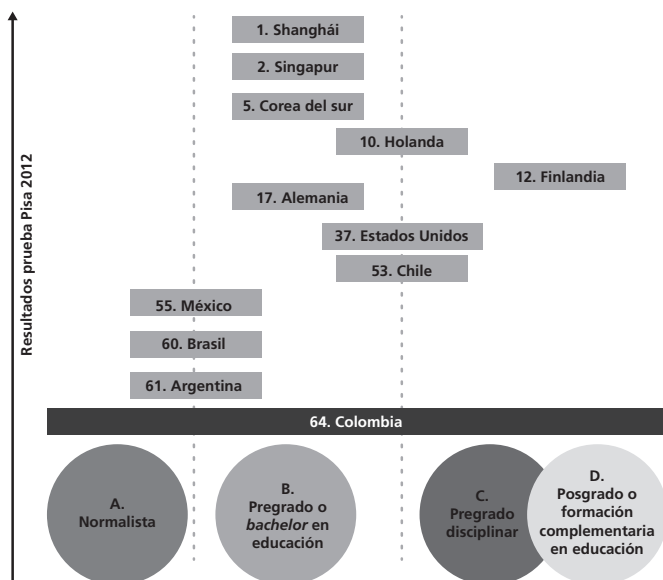 Resultados prueba Pisa 2012
1. Shanghái
2. Singapur
5. Corea del sur
10. Holanda
12. Finlandia
17. Alemania
37. Estados Unidos
53. Chile
55. México
60. Brasil
61. Argentina
64. Colombia
A.
Normalista
B.
Pregrado o
bachelor en
educación
C.
Pregrado
disciplinar
D.
Posgrado o
formación
complementaria
en educación